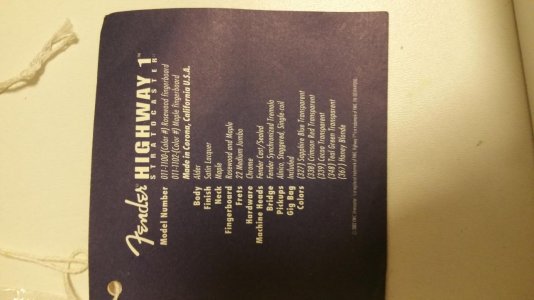 Fender
HIGHWAY 1™
STRATOCASTER®
Model Number 011-1100-(Color #) Rosewood Fingerboard
011-1102-(Color #) Maple Fingerboard
Made in Corona, California U.S.A.
Body Alder
Finish Satin Lacquer
Neck Maple
Fingerboard Rosewood and Maple
Frets 22 Medium Jumbo
Hardware Chrome
Machine Heads Fender Cast/Sealed
Bridge Fender Synchronized Tremolo
Pickups Alnico, Staggered, Single coil
Gig Bag Included
Colors (327) Sapphire Blue Transparent
(338) Crimson Red Transparent
(339) Cocoa Transparent
(348) Teal Green Transparent
(367) Honey Blonde